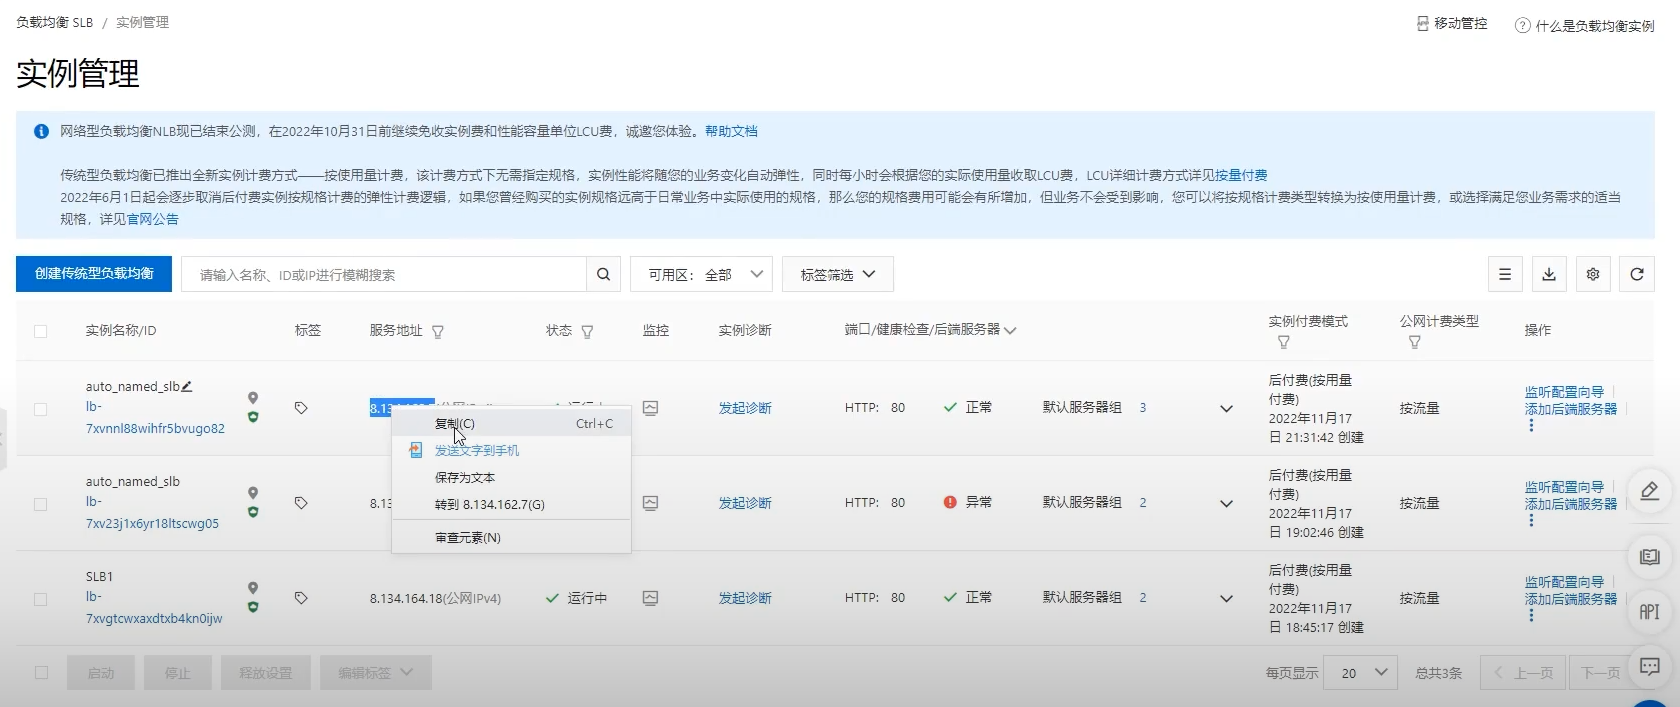 负载均衡 SLB / 实例管理
移动管控
什么是负载均衡实例
实例管理
网络型负载均衡NLB现已结束公测，在2022年10月31日前继续免收实例费和性能容量单位LCU费，诚邀您体验。帮助文档
传统型负载均衡已推出全新实例计费方式——按使用量计费，该计费方式下无需指定规格，实例性能将随您的业务变化自动弹性，同时每小时会根据您的实际使用量收取LCU费，LCU详细计费方式详见按量付费
2022年6月1日起会逐步取消后付费实例按规格计费的弹性计费逻辑，如果您曾经购买的实例规格远高于日常业务中实际使用的规格，那么您的规格费用可能会有所增加，但业务不会受到影响，您可以将按规格计费类型转换为按使用量计费，或选择满足您业务需求的适当
规格，详见官网公告
创建传统型负载均衡
请输入名称、ID或IP进行模糊搜索
可用区： 全部
标签筛选
实例名称/ID
标签
服务地址
状态
监控
实例诊断
端口/健康检查/后端服务器
实例付费模式
公网计费类型
操作
auto_named_slb
lb-
7xvnnl88wihfr5bvugo82
发起诊断
HTTP: 80
正常
默认服务器组 3
后付费(按用量
付费)
2022年11月17
日 21:31:42 创建
按流量
监听配置向导
添加后端服务器
复制(C) Ctrl+C
发送文字到手机
保存为文本
转到 8.134.162.7(G)
审查元素(N)
auto_named_slb
lb-
7xv23j1x6yr18ltscwg05
8.13
发起诊断
HTTP: 80
异常
默认服务器组 2
后付费(按用量
付费)
2022年11月17
日 19:02:46 创建
按流量
监听配置向导
添加后端服务器
SLB1
lb-
7xvgtcwxaxdtxb4kn0ijw
8.134.164.18(公网IPv4)
运行中
发起诊断
HTTP: 80
正常
默认服务器组 2
后付费(按用量
付费)
2022年11月17
日 18:45:17 创建
按流量
监听配置向导
添加后端服务器
API
启动
停止
释放设置
编辑标签
每页显示 20
总共3条
上一页
下一页